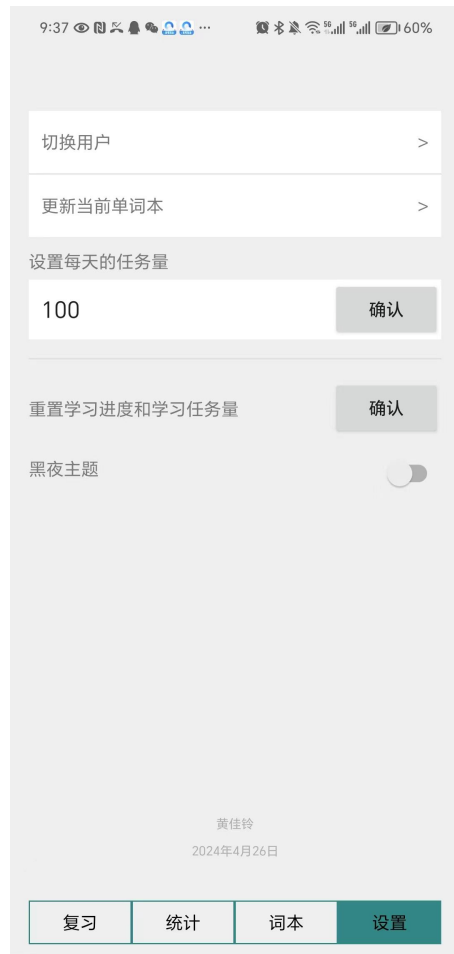 9:37 ... 5G 5G 60%
切换用户 >
更新当前单词本 >
设置每天的任务量
100 确认
重置学习进度和学习任务量 确认
黑夜主题
黄佳铃
2024年4月26日
复习 统计 词本 设置